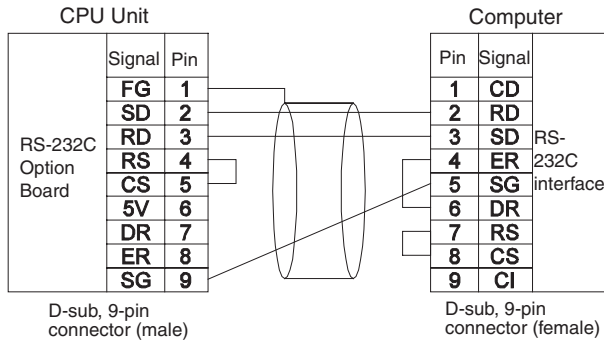 CPU Unit
Computer
Signal Pin
FG 1
SD 2
RD 3
RS 4
CS 5
5V 6
DR 7
ER 8
SG 9
RS-232C
Option
Board
D-sub, 9-pin
connector (male)
Pin Signal
1 CD
2 RD
3 SD
4 ER
5 SG
6 DR
7 RS
8 CS
9 CI
RS-
232C
interface
D-sub, 9-pin
connector (female)